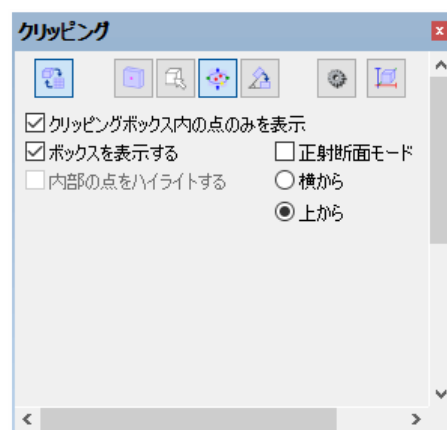 クリッピング
クリッピングボックス内の点のみを表示
ボックスを表示する
正射断面モード
内部の点をハイライトする
横から
上から